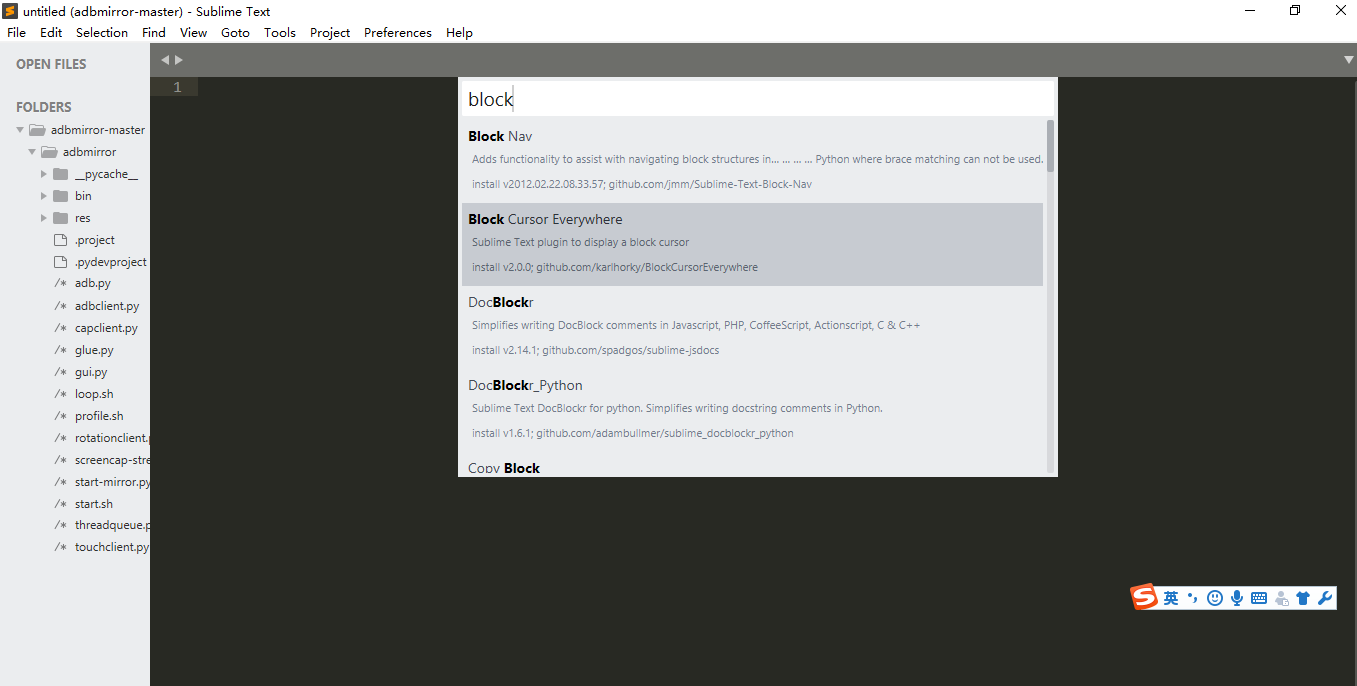 untitled (adbmirror-master) - Sublime Text
File Edit Selection Find View Goto Tools Project Preferences Help
OPEN FILES
FOLDERS
adbmirror-master
adbmirror
__pycache__
bin
res
.project
.pydevproject
/* adb.py
/* adbclient.py
/* capclient.py
/* glue.py
/* gui.py
/* loop.sh
/* profile.sh
/* rotationclient.p
/* screencap-stre
/* start-mirror.py
/* start.sh
/* threadqueue.p
/* touchclient.py
1
block
Block Nav
Adds functionality to assist with navigating block structures in... ... ... ... Python where brace matching can not be used.
install v2012.02.22.08.33.57; github.com/jmm/Sublime-Text-Block-Nav
Block Cursor Everywhere
Sublime Text plugin to display a block cursor
install v2.0.0; github.com/karlhorky/BlockCursorEverywhere
DocBlockr
Simplifies writing DocBlock comments in Javascript, PHP, CoffeeScript, Actionscript, C & C++
install v2.14.1; github.com/spadgos/sublime-jsdocs
DocBlockr_Python
Sublime Text DocBlockr for python. Simplifies writing docstring comments in Python.
install v1.6.1; github.com/adambullmer/sublime_docblockr_python
Copy Block
S 英